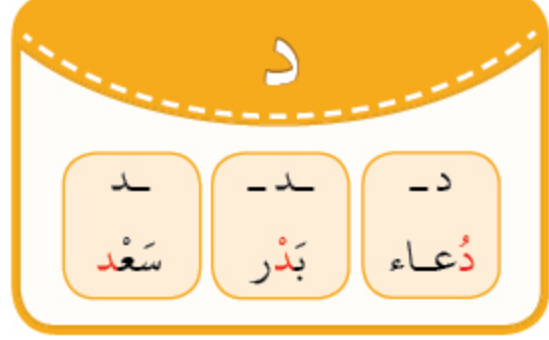 د
د ـ ـد ـ ـد
دُعـاء بَدْر سَعْد